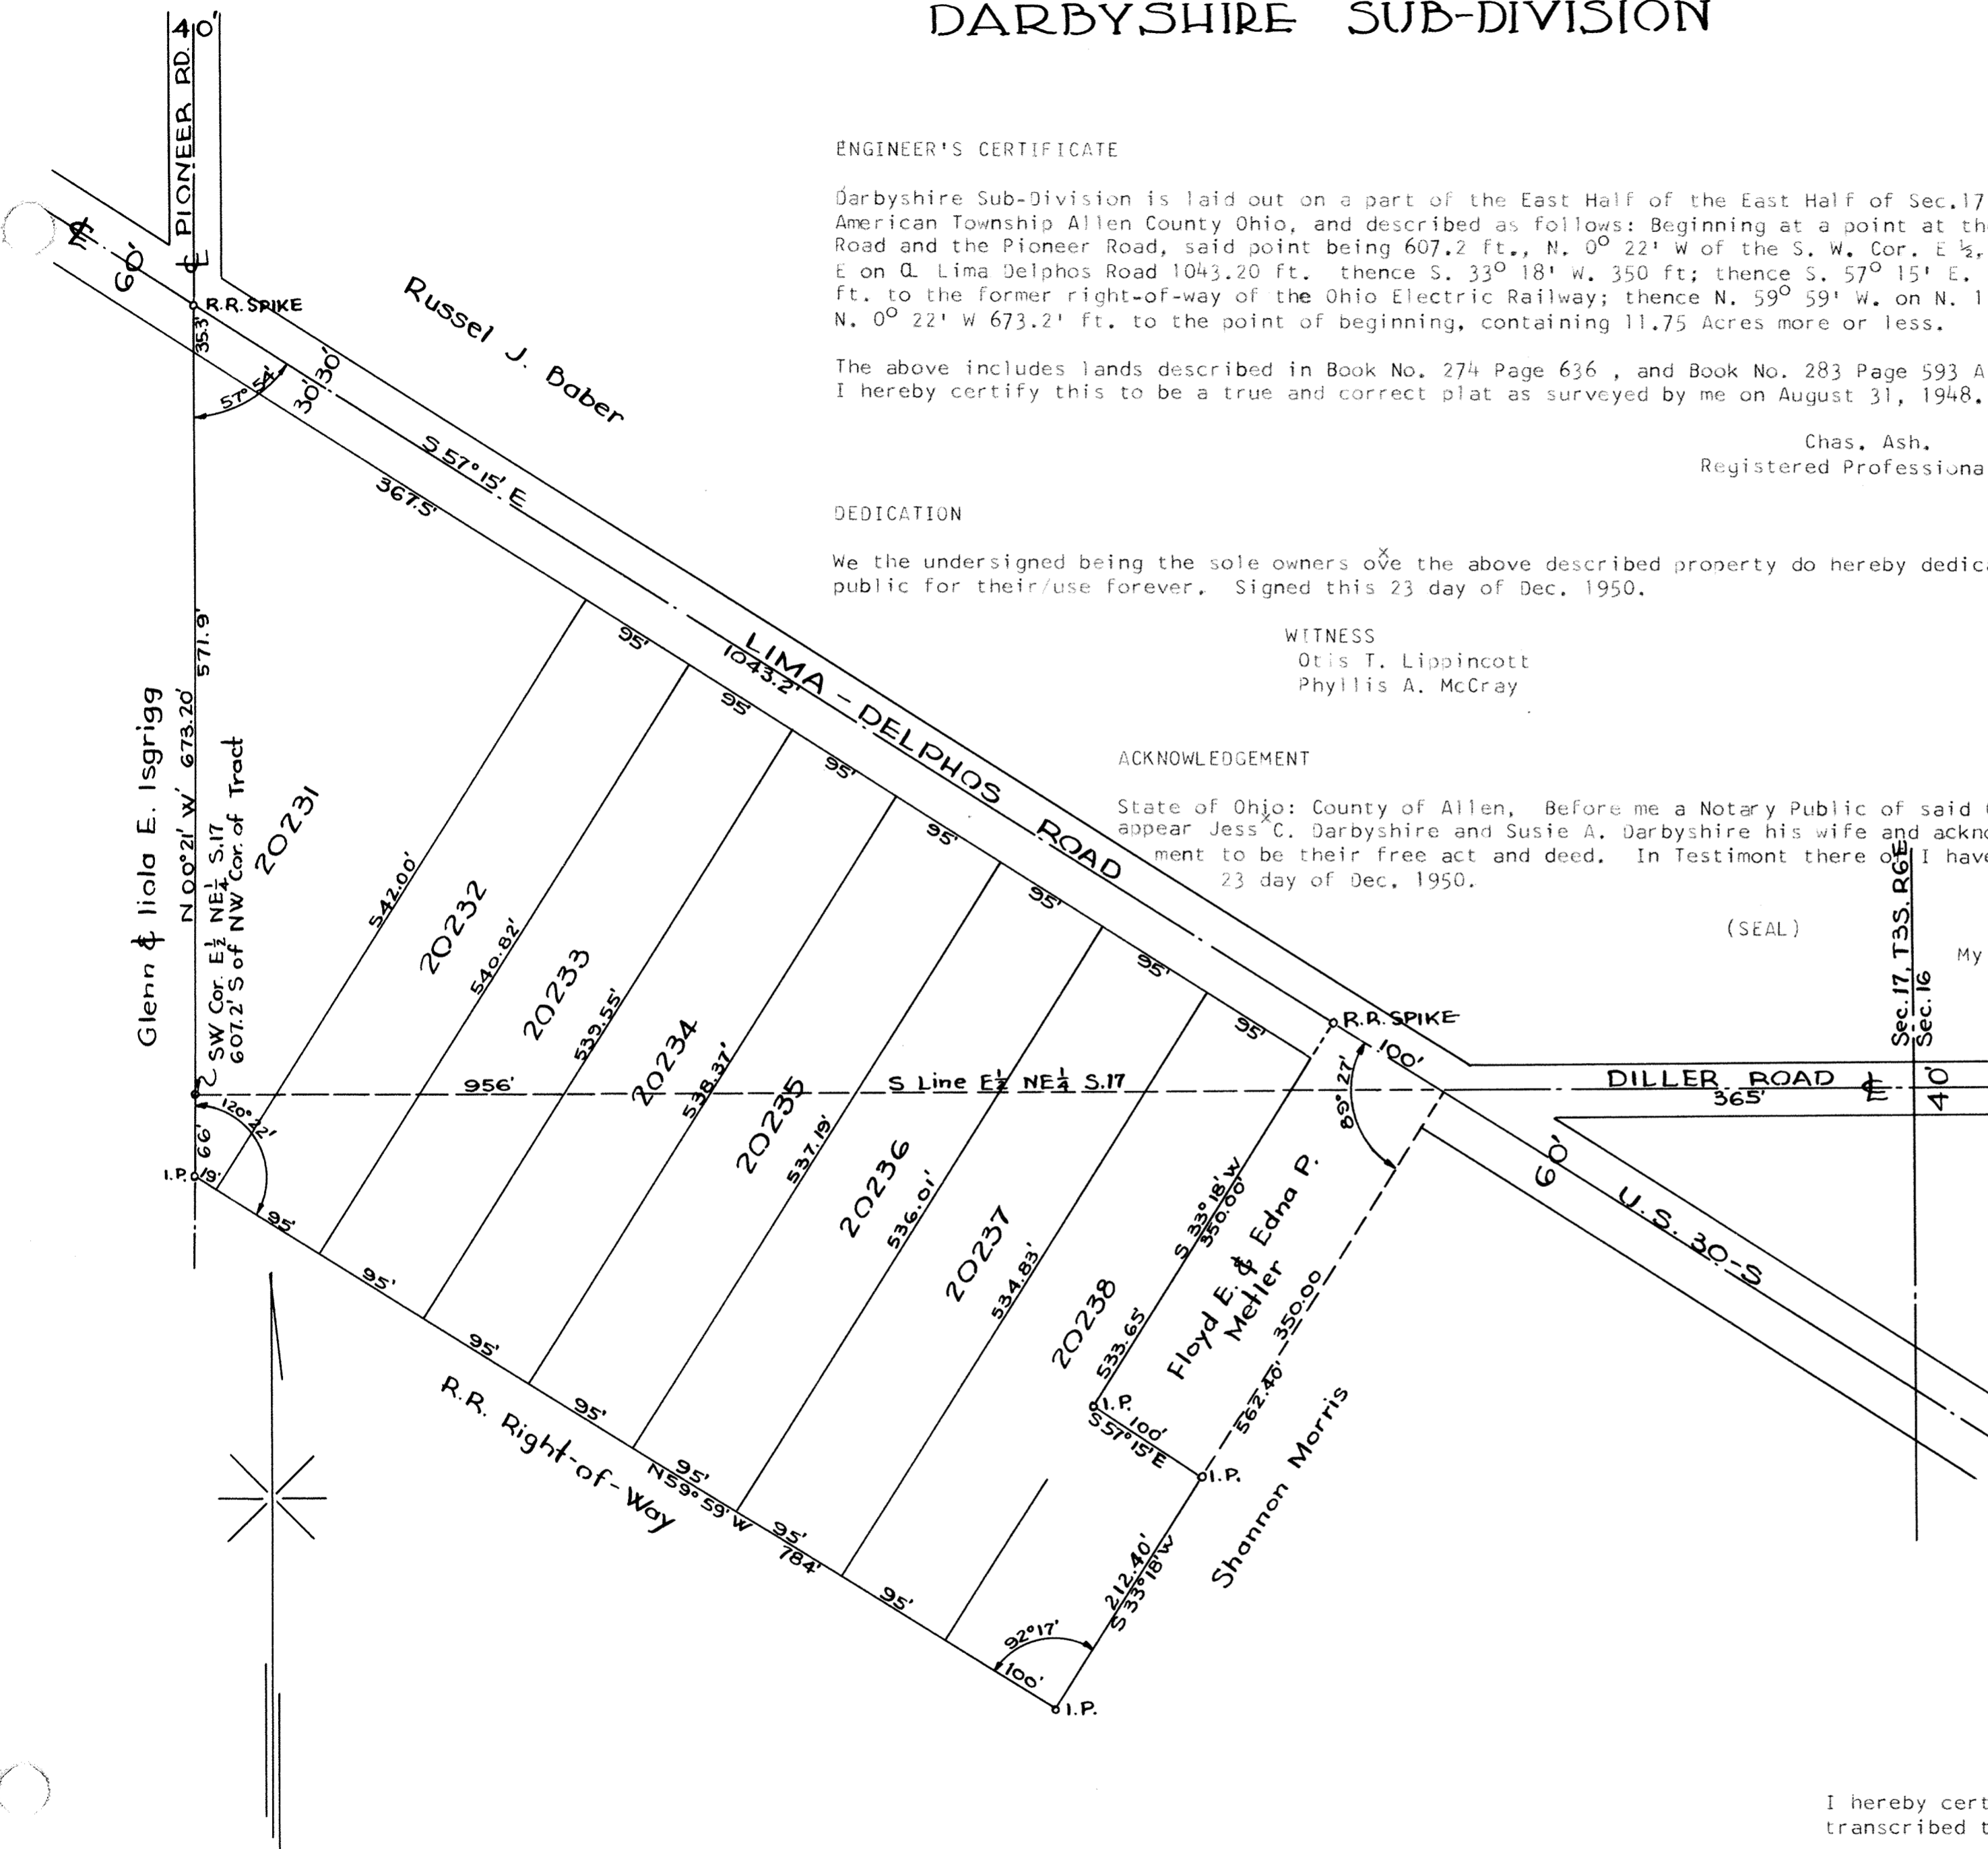 DARBYSHIRE SUB-DIVISION
ENGINEER'S CERTIFICATE
Darbyshire Sub-Division is laid out on a part of the East Half of the East Half of Sec.17
American Township Allen County Ohio, and described as follows: Beginning at a point at th
Road and the Pioneer Road, said point being 607.2 ft., N. 0° 22' W of the S. W. Cor. E ½,
E on ℄ Lima Delphos Road 1043.20 ft. thence S. 33° 18' W. 350 ft; thence S. 57° 15' E.
ft. to the former right-of-way of the Ohio Electric Railway; thence N. 59° 59' W. on N. 1
N. 0° 22' W 673.2' ft. to the point of beginning, containing 11.75 Acres more or less.
The above includes lands described in Book No. 274 Page 636 , and Book No. 283 Page 593 A
I hereby certify this to be a true and correct plat as surveyed by me on August 31, 1948.
Chas. Ash.
Registered Professiona
DEDICATION
We the undersigned being the sole owners ove the above described property do hereby dedic
public for their/use forever. Signed this 23 day of Dec. 1950.
WITNESS
Otis T. Lippincott
Phyllis A. McCray
ACKNOWLEDGEMENT
State of Ohio: County of Allen, Before me a Notary Public of said
appear Jess C. Darbyshire and Susie A. Darbyshire his wife and ackn
ment to be their free act and deed. In Testimont there of I have
23 day of Dec. 1950.
(SEAL)
My
PIONEER RD. 40'
℄
℄
60'
R.R. SPIKE
35.3'
57° 54'
30' 30'
Russel J. Baber
S 57° 15' E
367.5'
LIMA - DELPHOS ROAD
1043.2'
95'
95'
95'
95'
95'
95'
95'
571.9'
N 00° 21' W 673.20'
Glenn & liola E. Isgrigg
SW Cor. E½ NE¼ S.17
607.2' S of NW Cor. of Tract
20231
542.00'
20232
540.82'
20233
539.55'
20234
538.37'
20235
537.19'
20236
536.01'
20237
534.83'
20238
533.65'
956'
S Line E½ NE¼ S.17
120° 22'
66'
I.P.
19'
95'
95'
95'
95'
95'
95'
95'
100'
R.R. Right-of-Way
N 59° 59' W
784'
92° 17'
I.P.
R.R. SPIKE
100'
89° 27'
S 33° 18' W
350.00'
Floyd E. & Edna P.
Metler
350.00
562.40'
I.P.
100'
S 57° 15' E
I.P.
212.40'
S 33° 18' W
Shannon Morris
DILLER ROAD ℄
365'
40'
Sec.17, T3S. R6E
Sec.16
60'
U.S. 30-S
I hereby cert
transcribed t